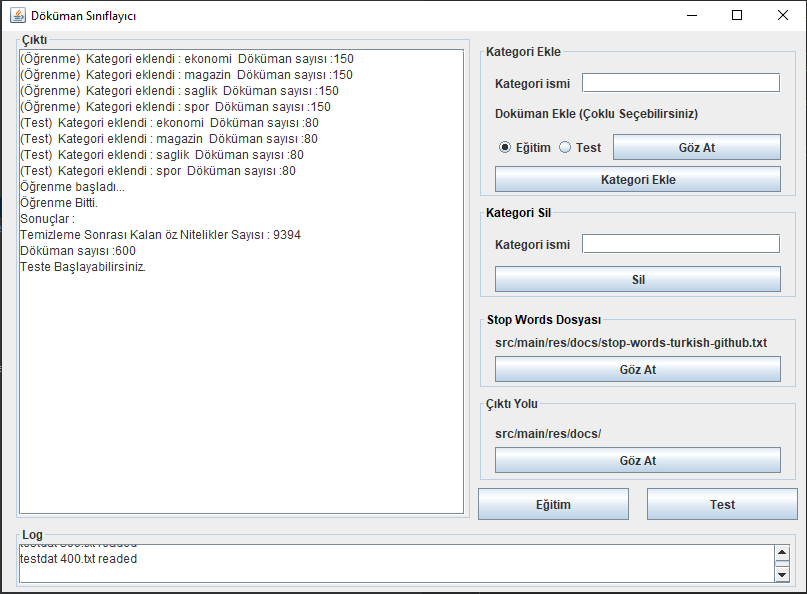 Döküman Sınıflayıcı
Çıktı
(Öğrenme) Kategori eklendi : ekonomi Döküman sayısı :150
(Öğrenme) Kategori eklendi : magazin Döküman sayısı :150
(Öğrenme) Kategori eklendi : saglik Döküman sayısı :150
(Öğrenme) Kategori eklendi : spor Döküman sayısı :150
(Test) Kategori eklendi : ekonomi Döküman sayısı :80
(Test) Kategori eklendi : magazin Döküman sayısı :80
(Test) Kategori eklendi : saglik Döküman sayısı :80
(Test) Kategori eklendi : spor Döküman sayısı :80
Öğrenme başladı...
Öğrenme Bitti.
Sonuçlar :
Temizleme Sonrası Kalan öz Nitelikler Sayısı : 9394
Döküman sayısı :600
Teste Başlayabilirsiniz.
Kategori Ekle
Kategori ismi
Doküman Ekle (Çoklu Seçebilirsiniz)
Eğitim Test Göz At
Kategori Ekle
Kategori Sil
Kategori ismi
Sil
Stop Words Dosyası
src/main/res/docs/stop-words-turkish-github.txt
Göz At
Çıktı Yolu
src/main/res/docs/
Göz At
Eğitim Test
Log
testdat 400.txt readed